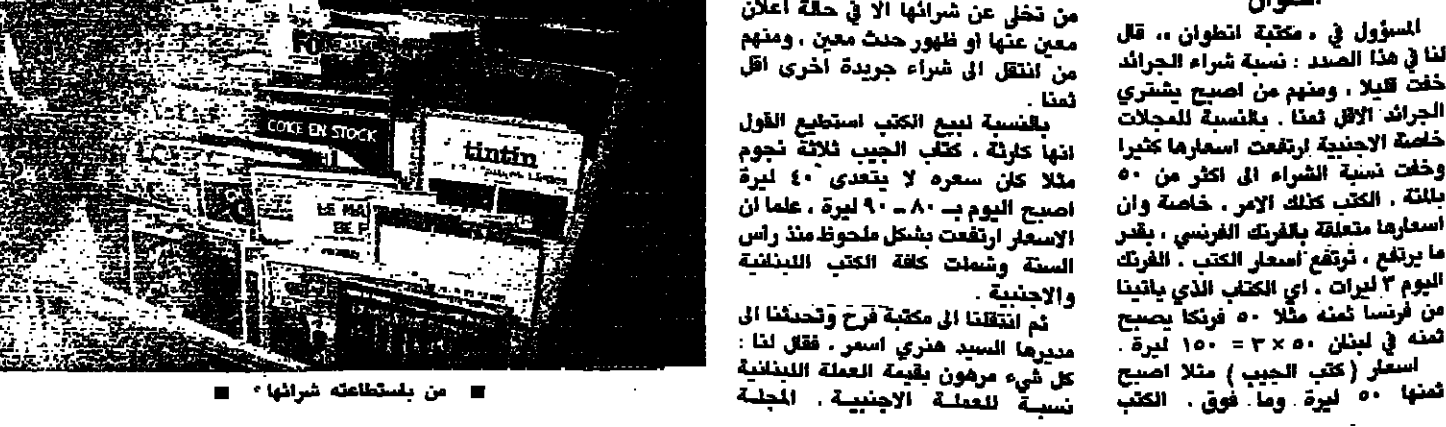 انطوان
المسؤول في « مكتبة انطوان »، قال
لنا في هذا الصدد : نسبة شراء الجرائد
خفت قليلا ، ومنهم من اصبح يشتري
الجرائد الاقل ثمنا . بالنسبة للمجلات
خاصة الاجنبية ارتفعت اسعارها كثيرا
وخفت نسبة الشراء الى اكثر من ٥٠
بالمئة . الكتب كذلك الامر . خاصة وان
اسعارها متعلقة بالفرنك الفرنسي ، بقدر
ما يرتفع ، ترتفع اسعار الكتب . الفرنك
اليوم ٣ ليرات . اي الكتاب الذي ياتينا
من فرنسا ثمنه مثلا ٥٠ فرنكا يصبح
ثمنه في لبنان ٥٠ × ٣ = ١٥٠ ليرة .
اسعار ( كتب الجيب ) مثلا اصبح
ثمنها ٥٠ ليرة وما فوق . الكتب
من تخلى عن شرائها الا في حالة اعلان
معين عنها او ظهور حدث معين ، ومنهم
من انتقل الى شراء جريدة اخرى اقل
ثمنا .
بالنسبة لبيع الكتب استطيع القول
انها كارثة . كتاب الجيب ثلاثة نجوم
مثلا كان سعره لا يتعدى ٤٠ ليرة
اصبح اليوم بـ ٨٠ ـ ٩٠ ليرة ، علما ان
الاسعار ارتفعت بشكل ملحوظ منذ راس
السنة وشملت كافة الكتب اللبنانية
والاجنبية .
ثم انتقلنا الى مكتبة فرح وتحدثنا الى
مديرها السيد هنري اسمر . فقال لنا :
كل شيء مرهون بقيمة العملة اللبنانية
نسبة للعملة الاجنبية . المجلة
COKE EN STOCK
tintin
■ من باستطاعته شرائها ؟ ■